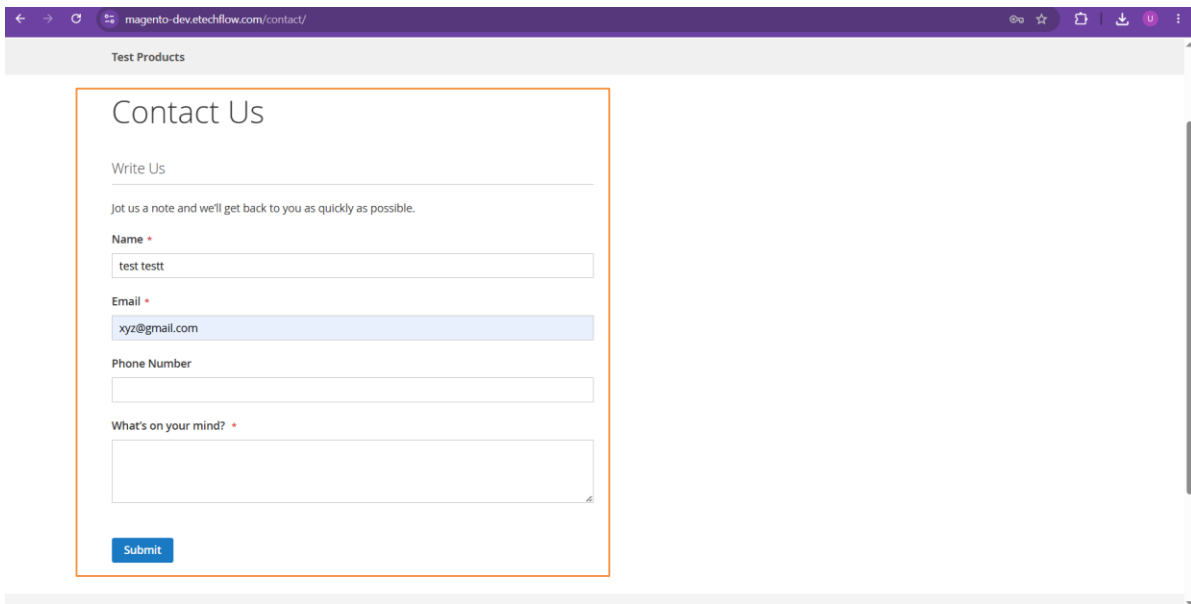 magento-dev.etechflow.com/contact/
U
Test Products
Contact Us
Write Us
Jot us a note and we'll get back to you as quickly as possible.
Name *
test testt
Email *
xyz@gmail.com
Phone Number
What's on your mind? *
Submit